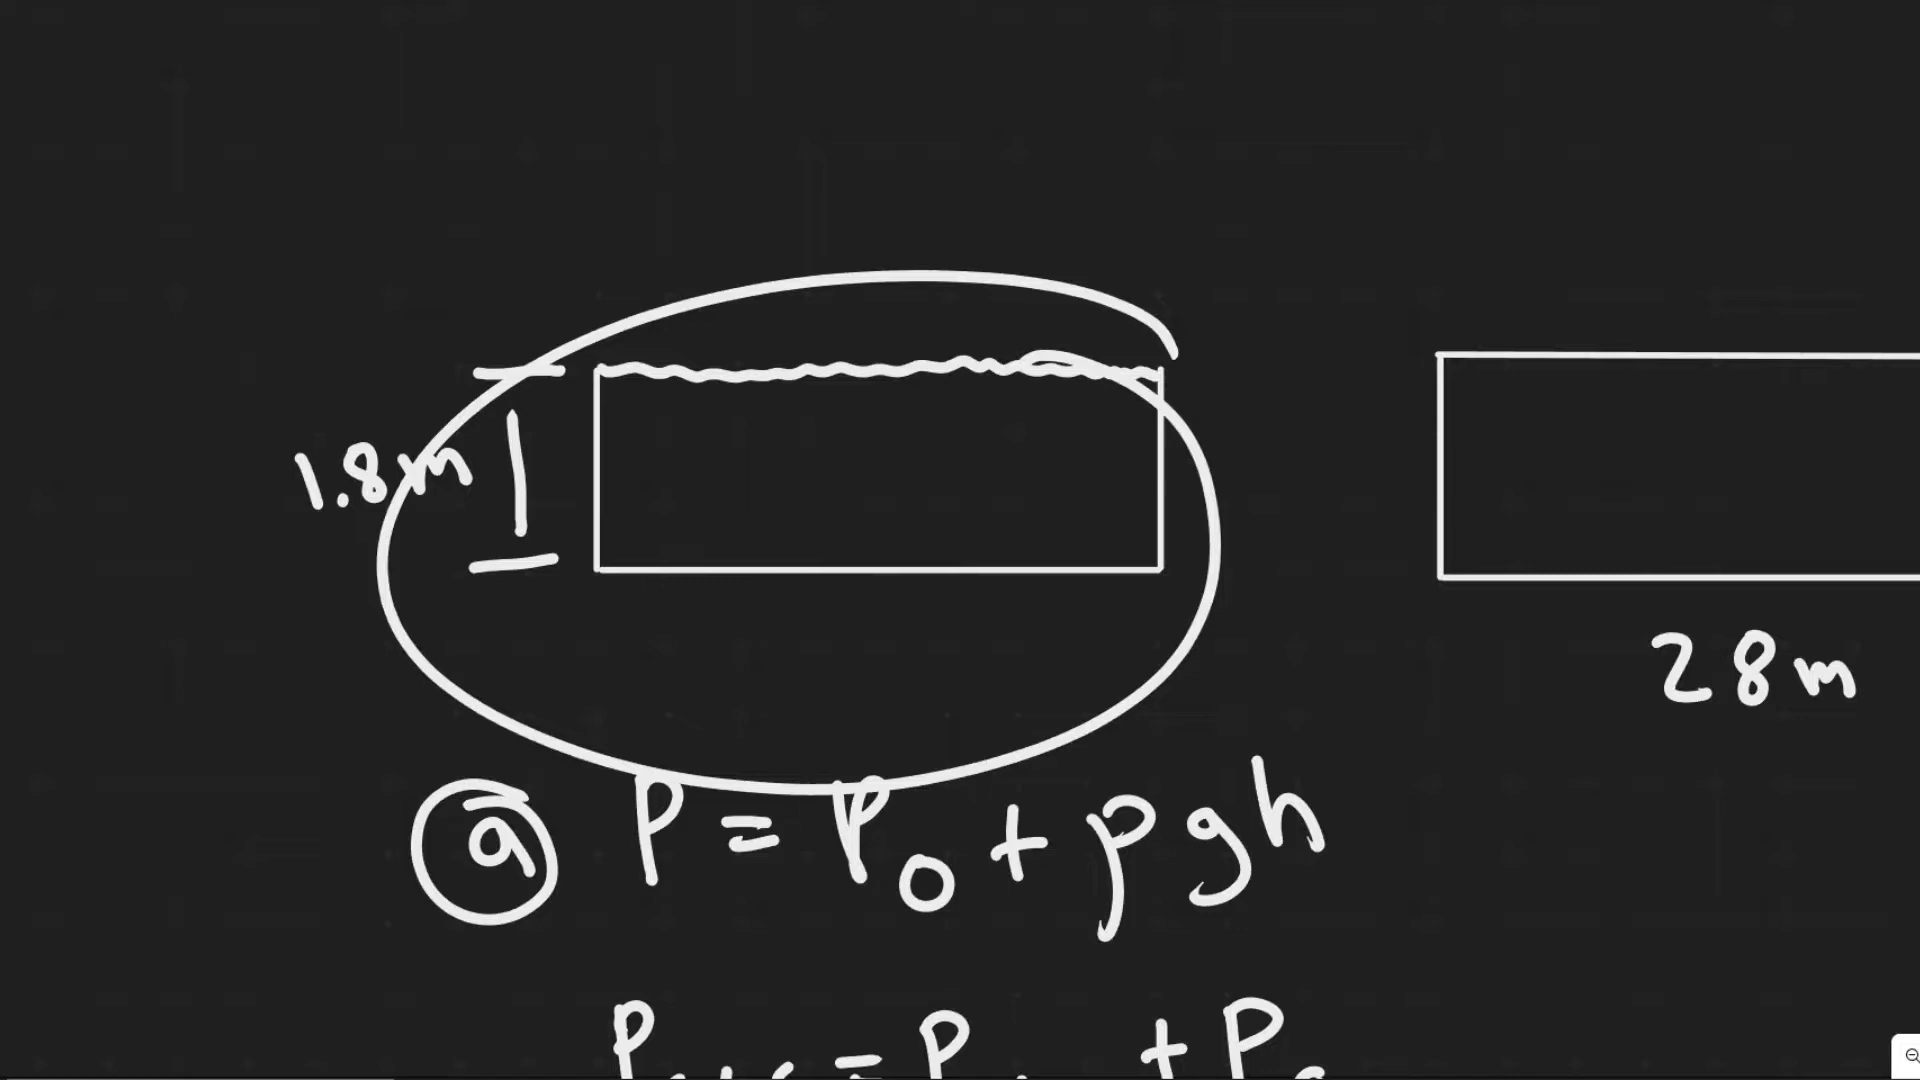 1.8m
28m
a P = P₀ + ρgh